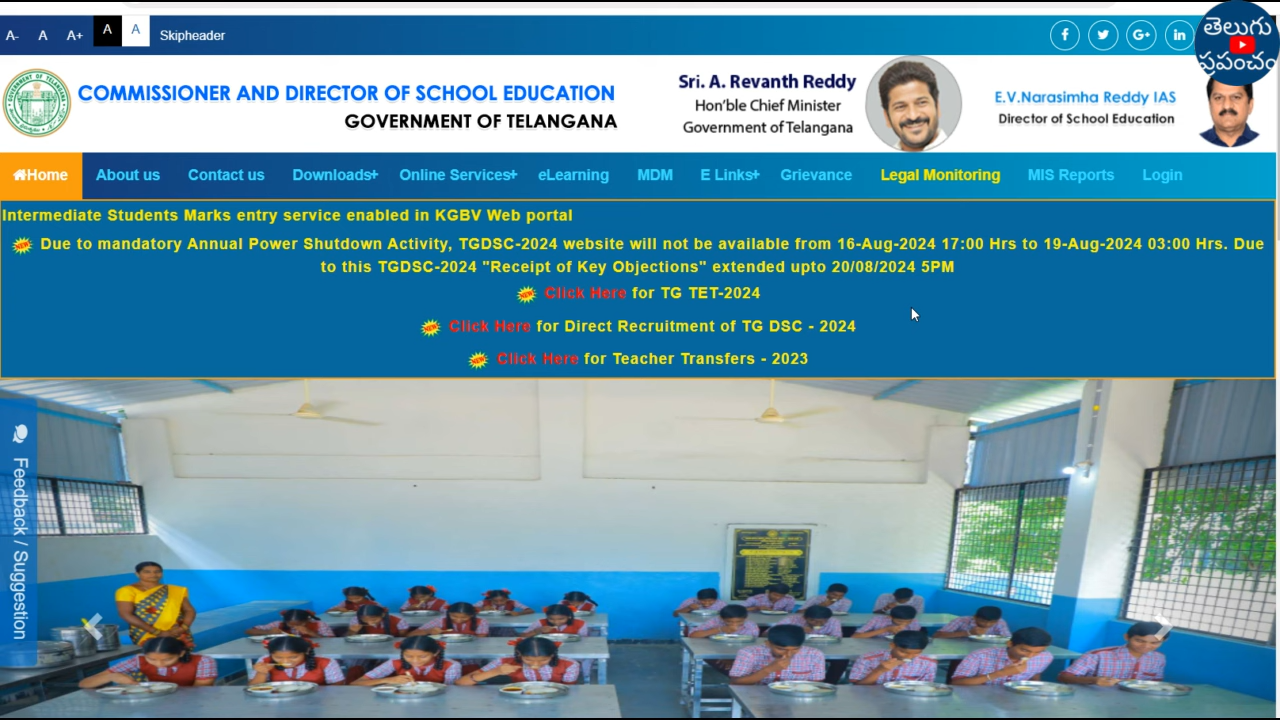 A- A A+ A A Skipheader
తెలుగు
ప్రపంచం
COMMISSIONER AND DIRECTOR OF SCHOOL EDUCATION
GOVERNMENT OF TELANGANA
Sri. A. Revanth Reddy
Hon'ble Chief Minister
Government of Telangana
E.V.Narasimha Reddy IAS
Director of School Education
Home About us Contact us Downloads+ Online Services+ eLearning MDM E Links+ Grievance Legal Monitoring MIS Reports Login
Intermediate Students Marks entry service enabled in KGBV Web portal
Due to mandatory Annual Power Shutdown Activity, TGDSC-2024 website will not be available from 16-Aug-2024 17:00 Hrs to 19-Aug-2024 03:00 Hrs. Due
to this TGDSC-2024 "Receipt of Key Objections" extended upto 20/08/2024 5PM
Click Here for TG TET-2024
Click Here for Direct Recruitment of TG DSC - 2024
Click Here for Teacher Transfers - 2023
Feedback / Suggestion